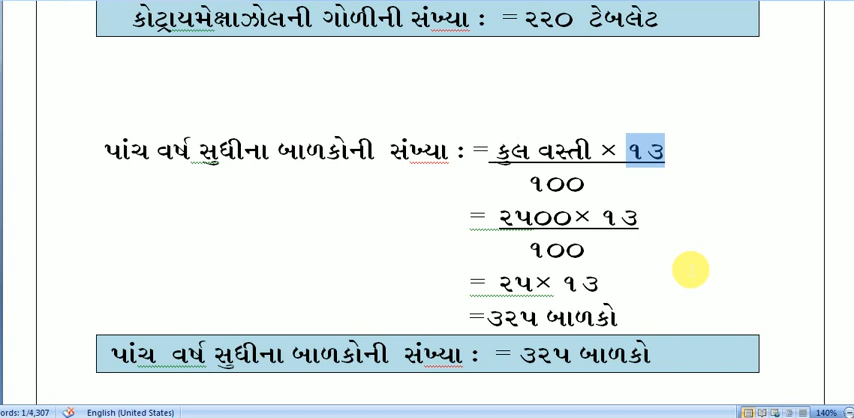 કોટ્રાયમેક્ષાઝોલની ગોળીની સંખ્યા : = ૨૨૦ ટેબલેટ
પાંચ વર્ષ સુધીના બાળકોની સંખ્યા : = કુલ વસ્તી × ૧૩
૧૦૦
= ૨૫૦૦× ૧૩
૧૦૦
= ૨૫× ૧૩
=૩૨૫ બાળકો
પાંચ વર્ષ સુધીના બાળકોની સંખ્યા : = ૩૨૫ બાળકો
ords: 1/4,307 English (United States) 140%